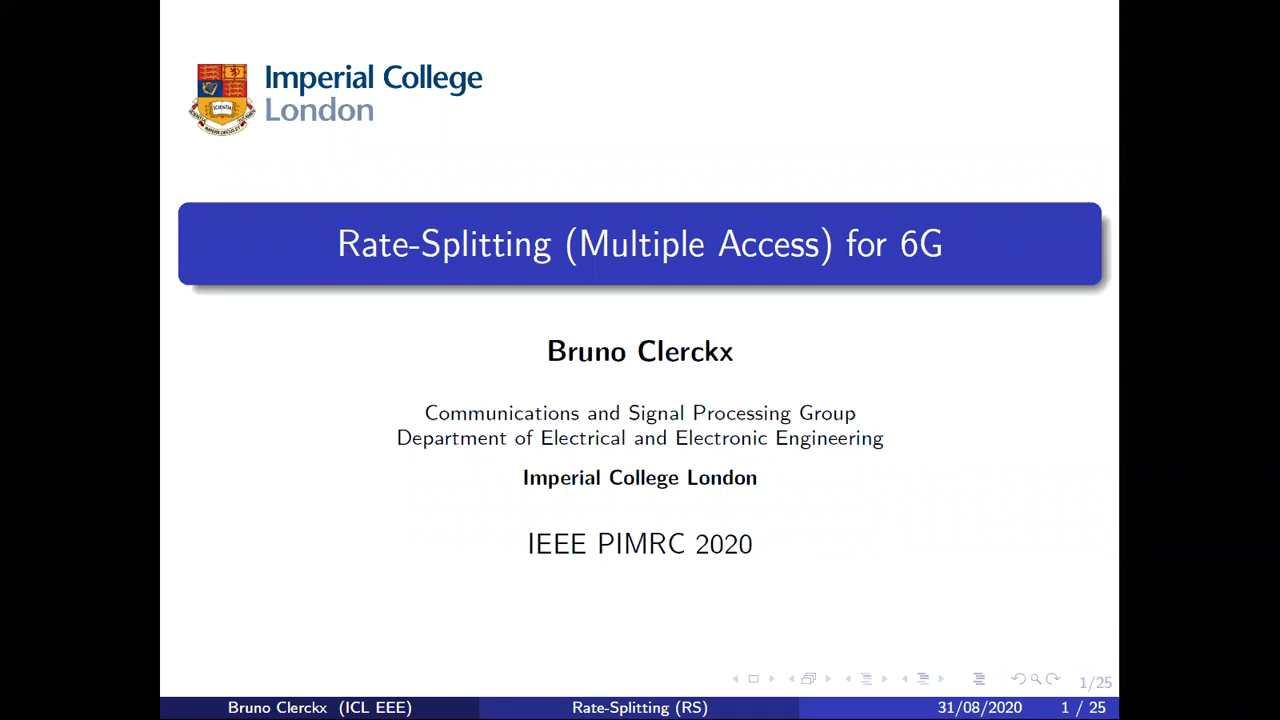 Imperial College
London
Rate-Splitting (Multiple Access) for 6G
Bruno Clerckx
Communications and Signal Processing Group
Department of Electrical and Electronic Engineering
Imperial College London
IEEE PIMRC 2020
1/25
Bruno Clerckx (ICL EEE) Rate-Splitting (RS) 31/08/2020 1 / 25